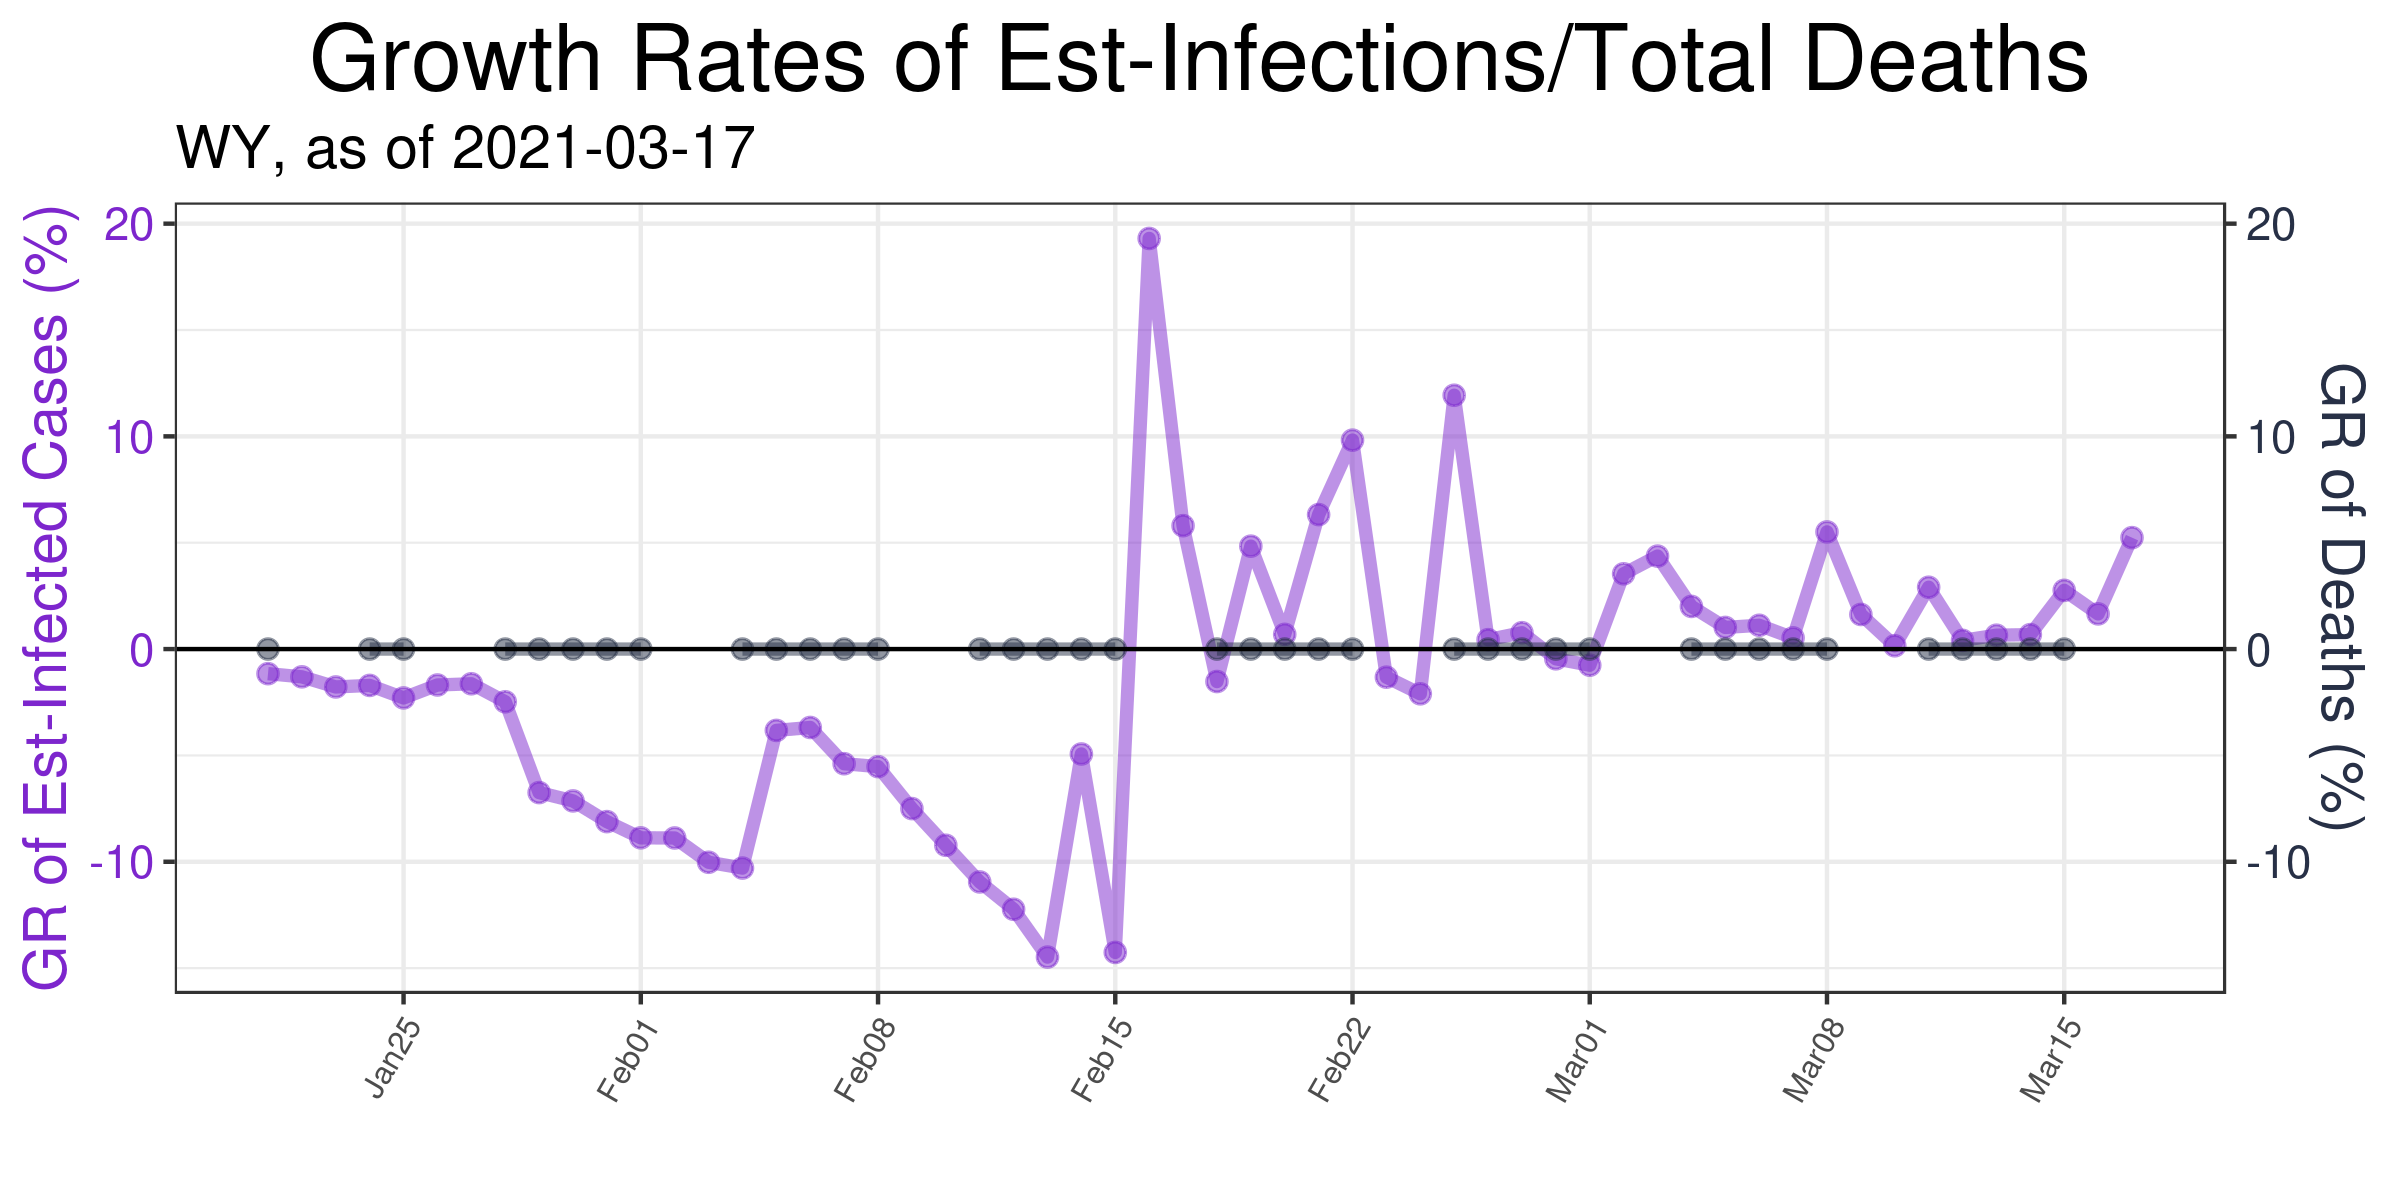 Growth Rates of Est-Infections/Total Deaths
WY, as of 2021-03-17
GR of Est-Infected Cases (%)
20
10
0
-10
20
10
0
-10
GR of Deaths (%)
Jan25
Feb01
Feb08
Feb15
Feb22
Mar01
Mar08
Mar15